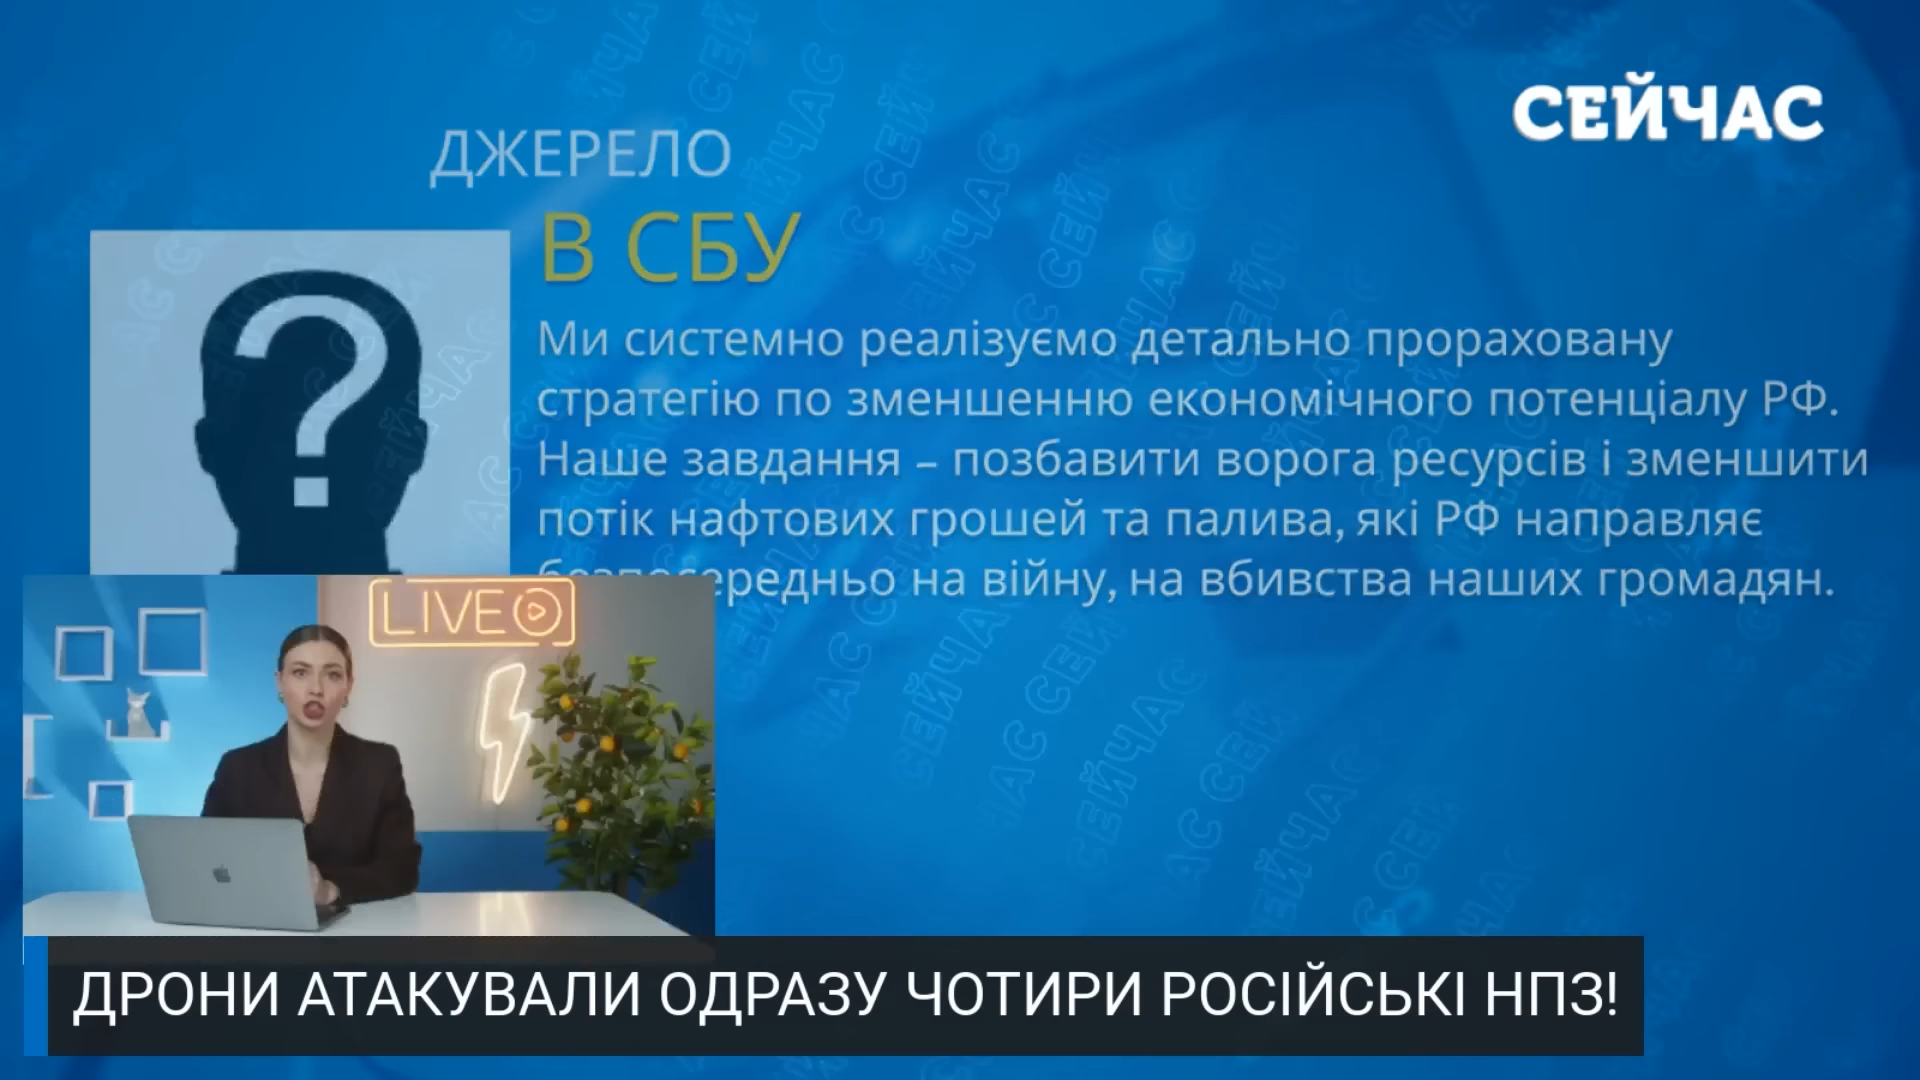 СЕЙЧАС
ДЖЕРЕЛО
В СБУ
Ми системно реалізуємо детально прораховану
стратегію по зменшенню економічного потенціалу РФ.
Наше завдання – позбавити ворога ресурсів і зменшити
потік нафтових грошей та палива, які РФ направляє
безпосередньо на війну, на вбивства наших громадян.
LIVE
ДРОНИ АТАКУВАЛИ ОДРАЗУ ЧОТИРИ РОСІЙСЬКІ НПЗ!